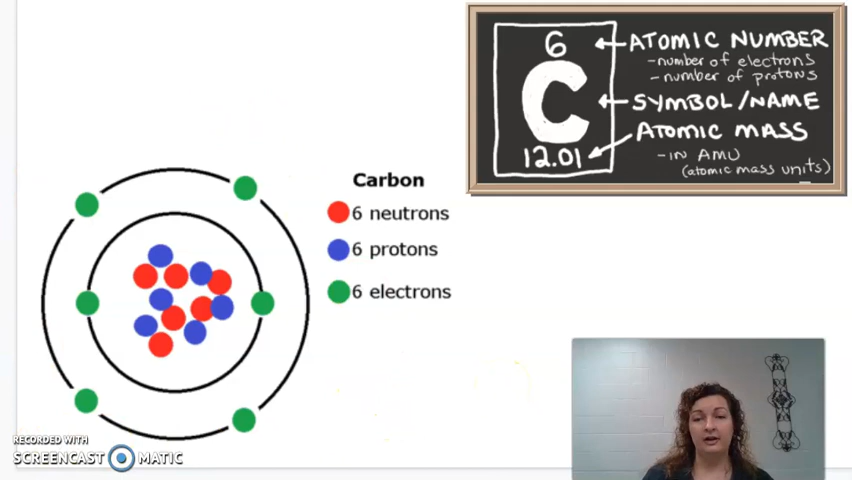 6
ATOMIC NUMBER
-number of electrons
-number of protons
C
SYMBOL/NAME
ATOMIC MASS
12.01
-IN AMU
(atomic mass units)
Carbon
6 neutrons
6 protons
6 electrons
RECORDED WITH
SCREENCAST MATIC